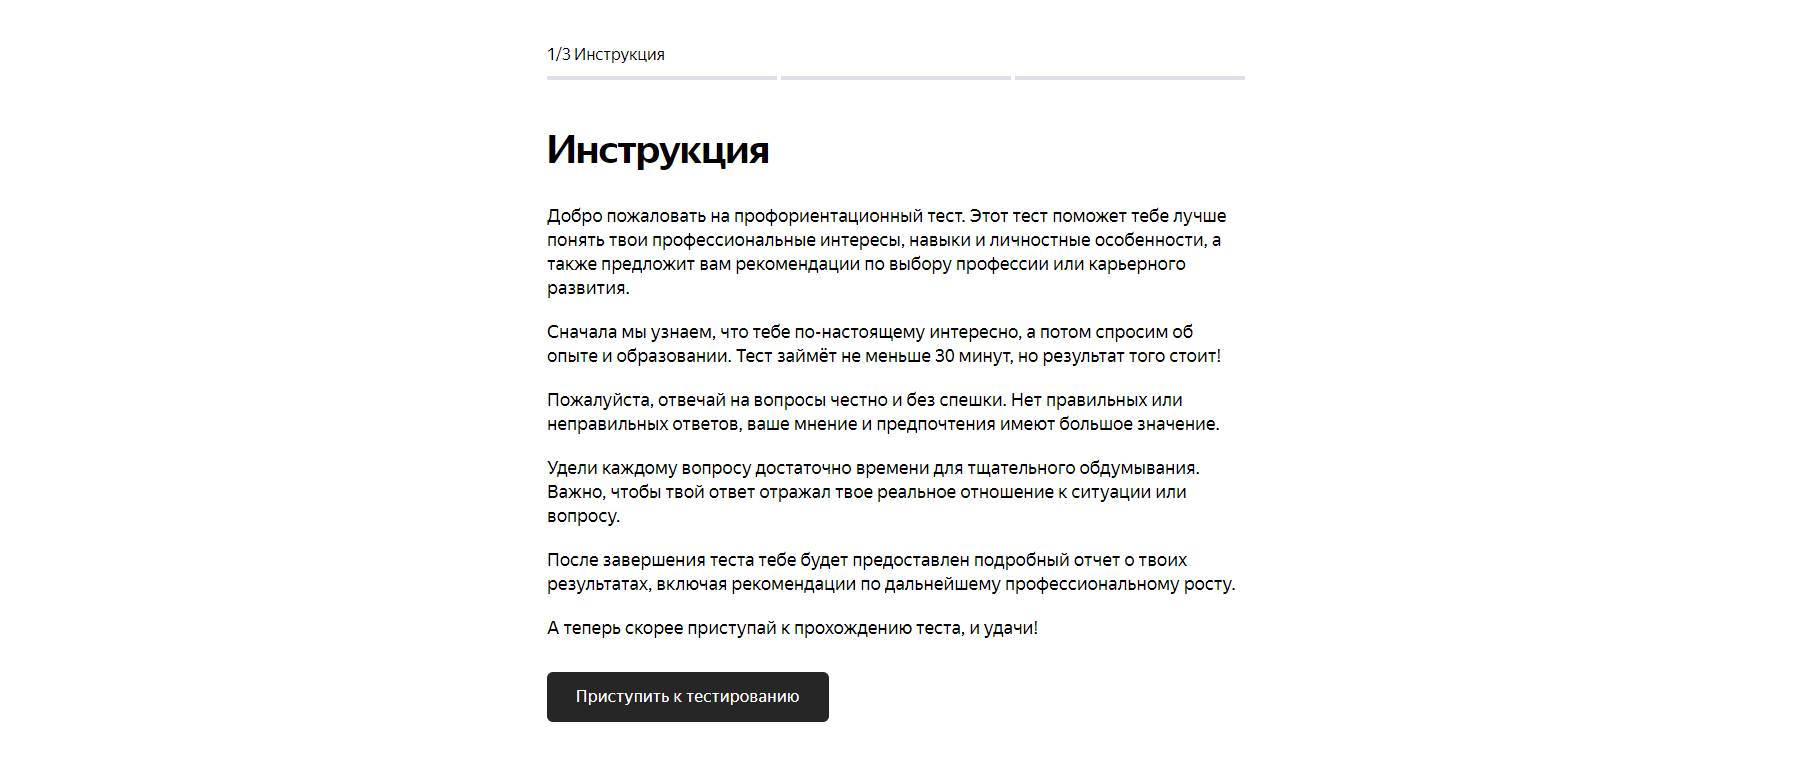 1/3 Инструкция
Инструкция
Добро пожаловать на профориентационный тест. Этот тест поможет тебе лучше
понять твои профессиональные интересы, навыки и личностные особенности, а
также предложит вам рекомендации по выбору профессии или карьерного
развития.
Сначала мы узнаем, что тебе по-настоящему интересно, а потом спросим об
опыте и образовании. Тест займёт не меньше 30 минут, но результат того стоит!
Пожалуйста, отвечай на вопросы честно и без спешки. Нет правильных или
неправильных ответов, ваше мнение и предпочтения имеют большое значение.
Удели каждому вопросу достаточно времени для тщательного обдумывания.
Важно, чтобы твой ответ отражал твое реальное отношение к ситуации или
вопросу.
После завершения теста тебе будет предоставлен подробный отчет о твоих
результатах, включая рекомендации по дальнейшему профессиональному росту.
А теперь скорее приступай к прохождению теста, и удачи!
Приступить к тестированию